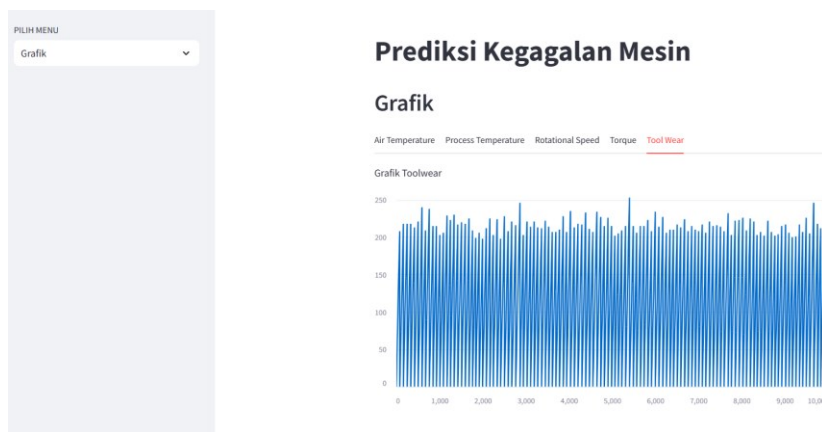 PILIH MENU
Grafik
Prediksi Kegagalan Mesin
Grafik
Air Temperature Process Temperature Rotational Speed Torque Tool Wear
Grafik Toolwear
250
200
150
100
50
0
0 1,000 2,000 3,000 4,000 5,000 6,000 7,000 8,000 9,000 10,0